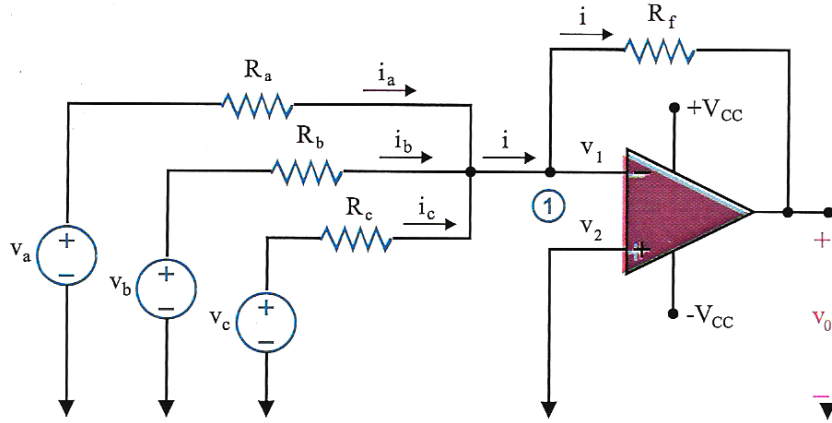 i R_f
R_a i_a
+V_CC
R_b i_b i v_1
−
1
R_c i_c v_2
+
v_a + −
v_b + −
v_c + −
-V_CC
+
v_0
−